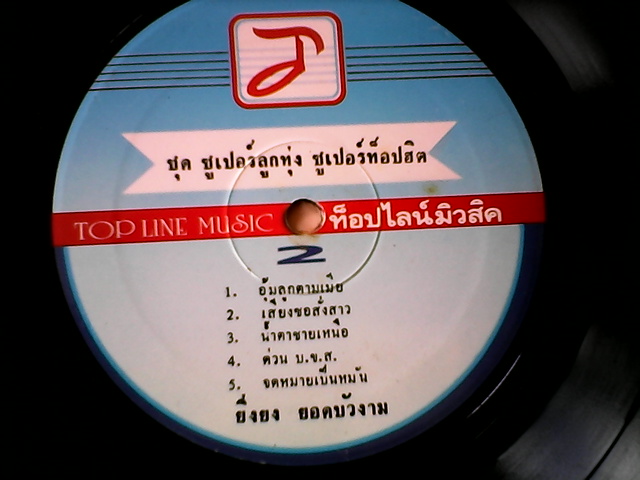 ชุด ซูเปอร์ลูกทุ่ง ซูเปอร์ท็อปฮิต
TOP LINE MUSIC ท็อปไลน์มิวสิค
2
1. อุ้มลูกตามเมีย
2. เสียงซอสั่งสาว
3. น้ำตาชายเหนือ
4. ด่วน บ.ข.ส.
5. จดหมายเป็นหมัน
ยิ่งยง ยอดบัวงาม